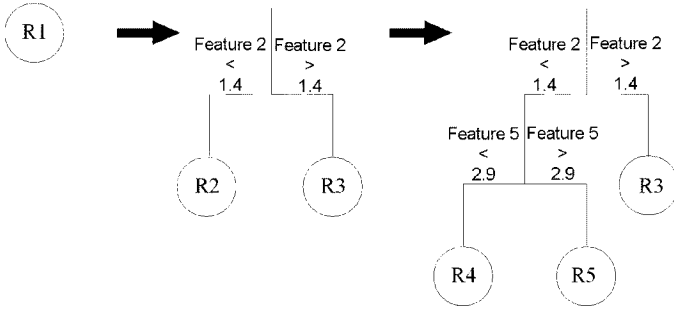 R1
Feature 2 Feature 2
< >
1.4 1.4
R2 R3
Feature 2 Feature 2
< >
1.4 1.4
Feature 5 Feature 5
< >
2.9 2.9
R3
R4 R5